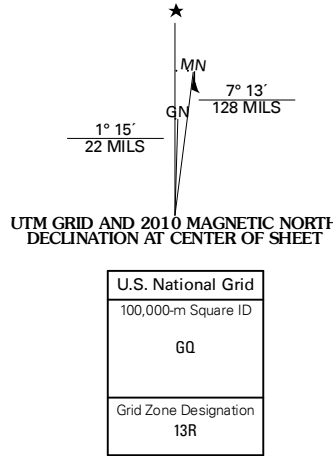 MN
GN
7° 13´
128 MILS
1° 15´
22 MILS
UTM GRID AND 2010 MAGNETIC NORTH
DECLINATION AT CENTER OF SHEET
U.S. National Grid
100,000-m Square ID
GQ
Grid Zone Designation
13R